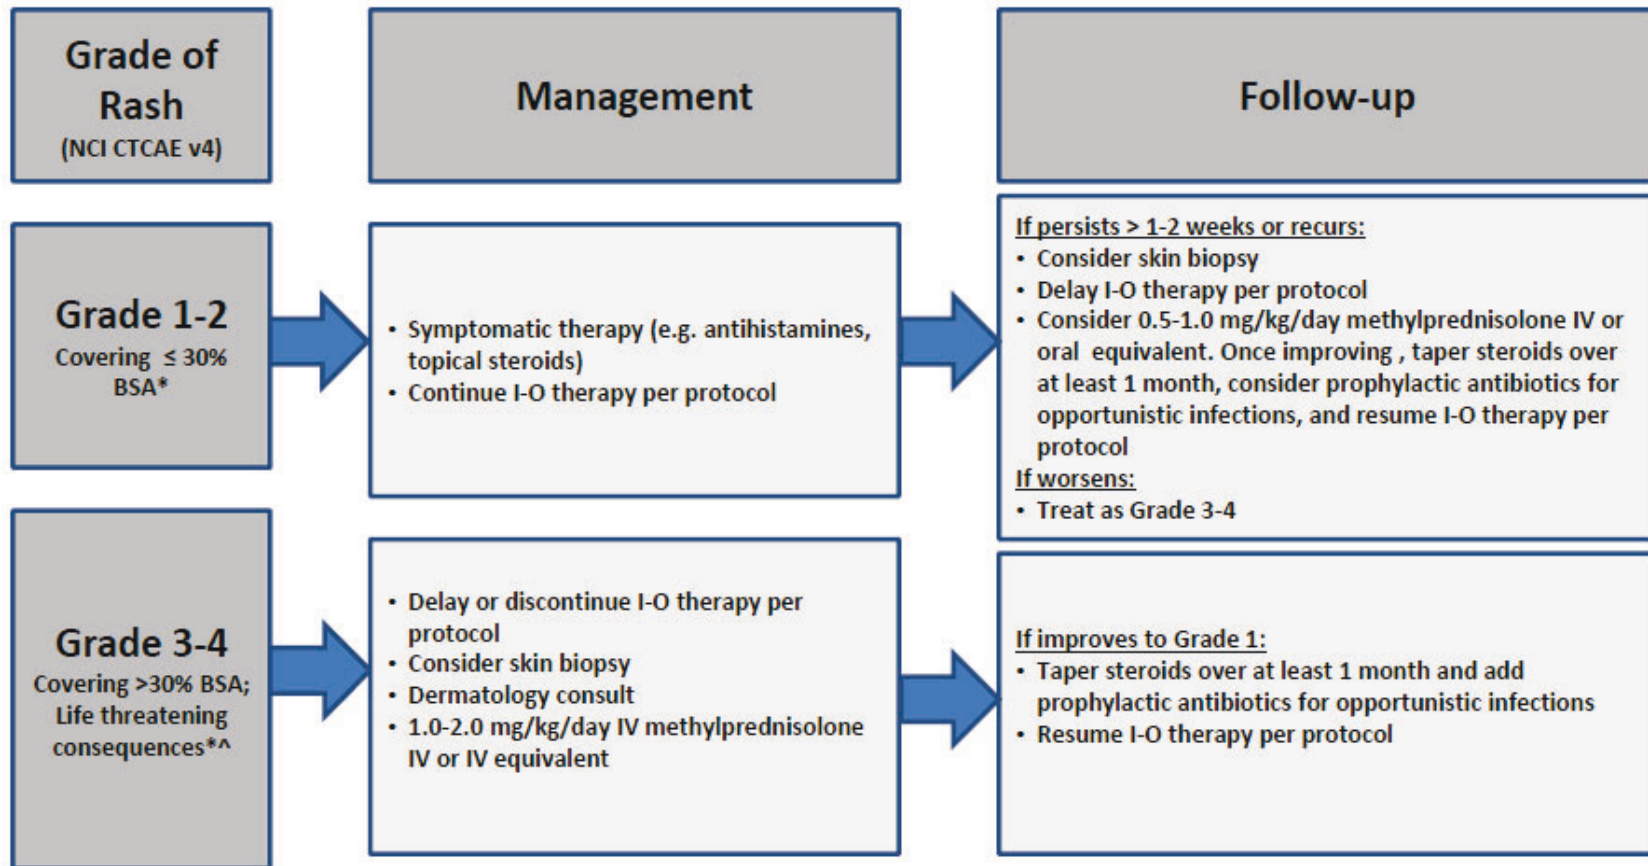 Grade of
Rash
(NCI CTCAE v4)
Management
Follow-up
Grade 1-2
Covering ≤ 30%
BSA*
• Symptomatic therapy (e.g. antihistamines,
topical steroids)
• Continue I-O therapy per protocol
If persists > 1-2 weeks or recurs:
• Consider skin biopsy
• Delay I-O therapy per protocol
• Consider 0.5-1.0 mg/kg/day methylprednisolone IV or
oral equivalent. Once improving , taper steroids over
at least 1 month, consider prophylactic antibiotics for
opportunistic infections, and resume I-O therapy per
protocol
If worsens:
• Treat as Grade 3-4
Grade 3-4
Covering >30% BSA;
Life threatening
consequences*^
• Delay or discontinue I-O therapy per
protocol
• Consider skin biopsy
• Dermatology consult
• 1.0-2.0 mg/kg/day IV methylprednisolone
IV or IV equivalent
If improves to Grade 1:
• Taper steroids over at least 1 month and add
prophylactic antibiotics for opportunistic infections
• Resume I-O therapy per protocol